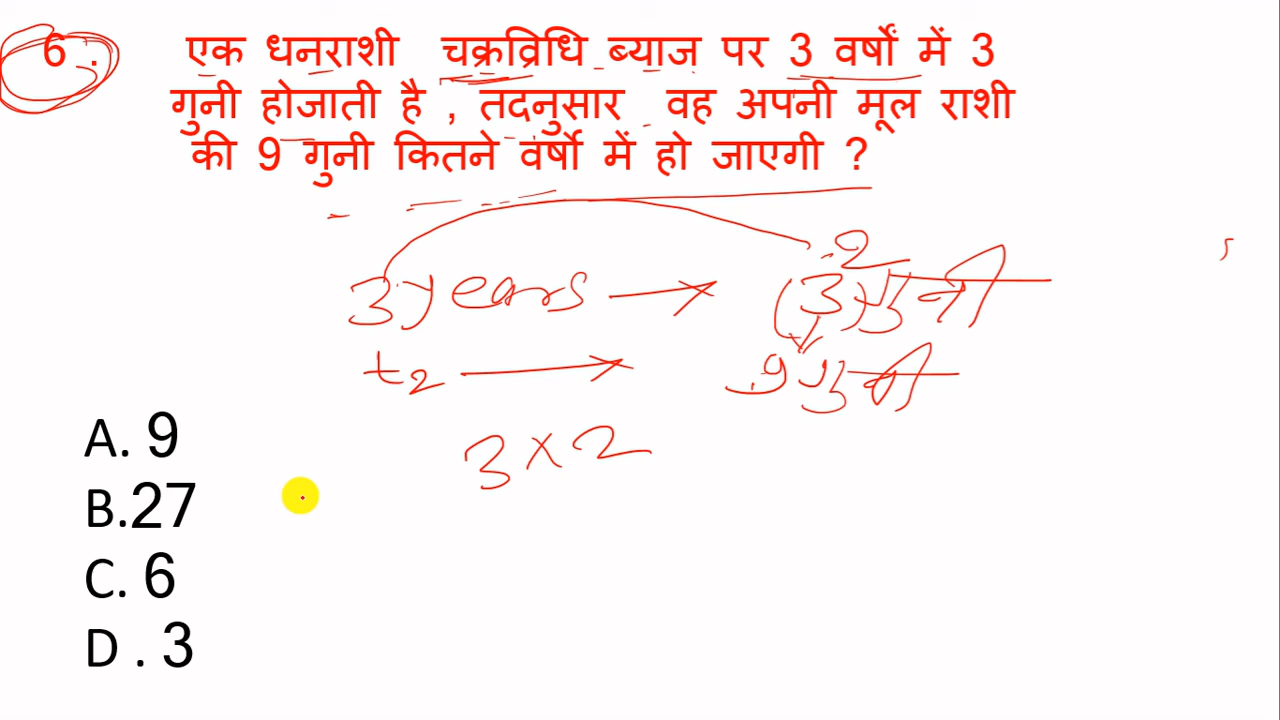 6 . एक धनराशी चक्रव्रिधि ब्याज़ पर 3 वर्षों में 3
गुनी होजाती है , तदनुसार वह अपनी मूल राशी
की 9 गुनी कितने वर्षो में हो जाएगी ?
3 years → (3)² गुनी
t₂ → 9 गुनी
3 × 2
A. 9
B.27
C. 6
D . 3